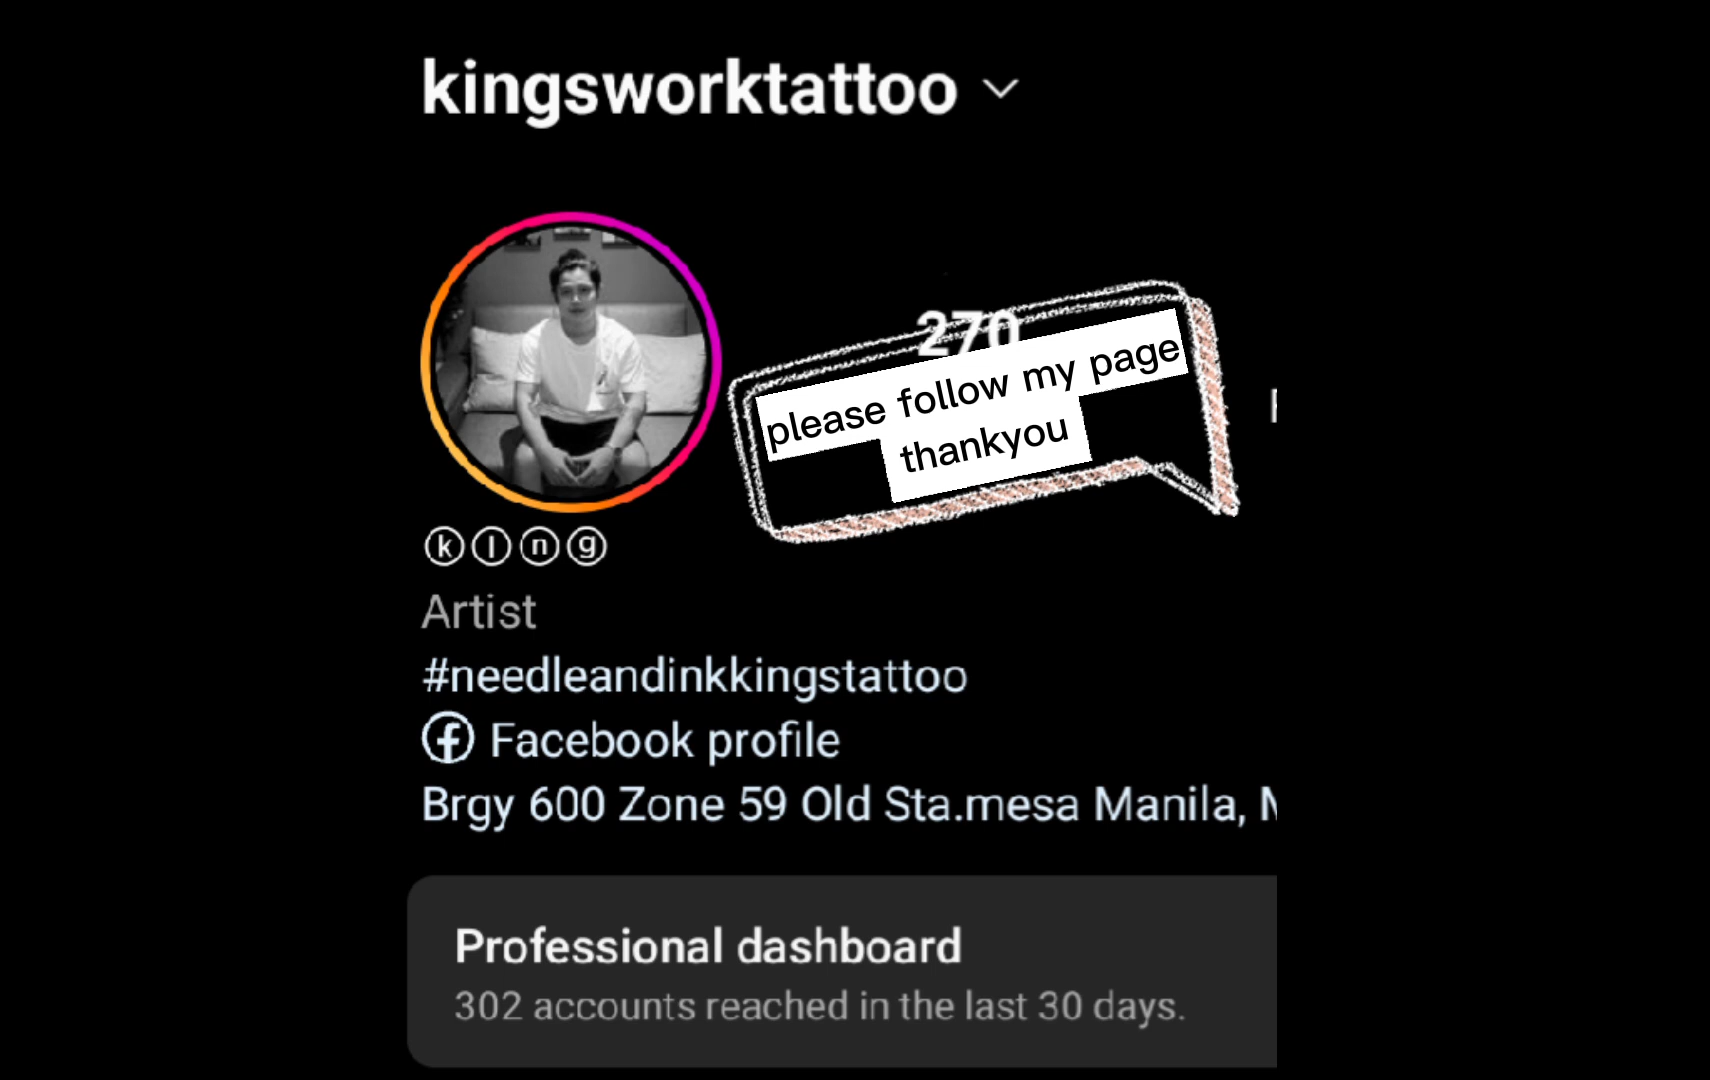 kingsworktattoo
270
please follow my page
thankyou
ⓚⓘⓝⓖ
Artist
#needleandinkkingstattoo
Facebook profile
Brgy 600 Zone 59 Old Sta.mesa Manila,
Professional dashboard
302 accounts reached in the last 30 days.